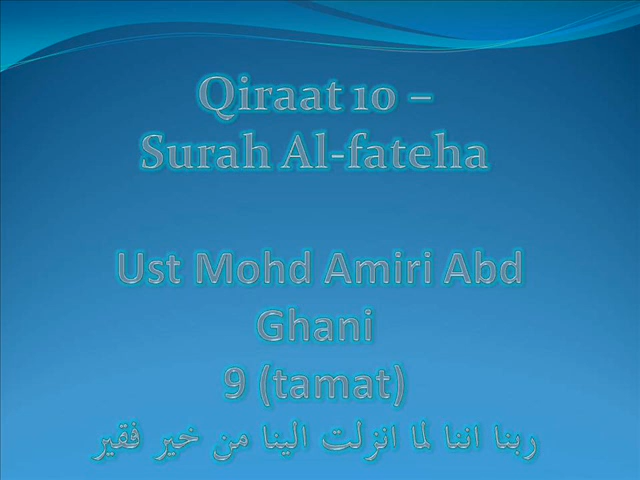 Qiraat 10 –
Surah Al-fateha
Ust Mohd Amiri Abd
Ghani
9 (tamat)
ربنا اننا لما انزلت الينا من خير فقير